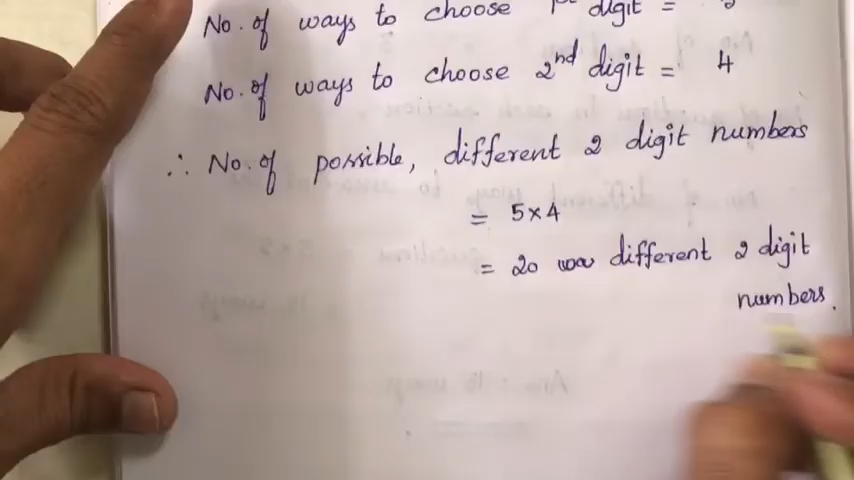 No. of ways to choose 1st digit =
No. of ways to choose 2nd digit = 4
∴ No. of possible, different 2 digit numbers
= 5×4
= 20 different 2 digit
numbers.